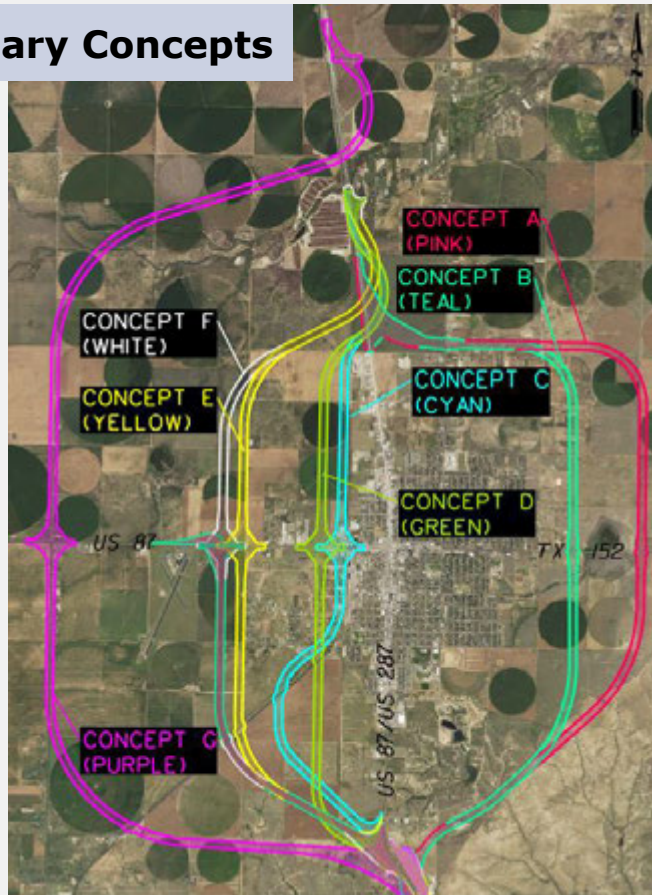 ary Concepts
CONCEPT A
(PINK)
CONCEPT B
(TEAL)
CONCEPT F
(WHITE)
CONCEPT E
(YELLOW)
CONCEPT C
(CYAN)
CONCEPT D
(GREEN)
US 87
TX 152
US 87/US 287
CONCEPT G
(PURPLE)